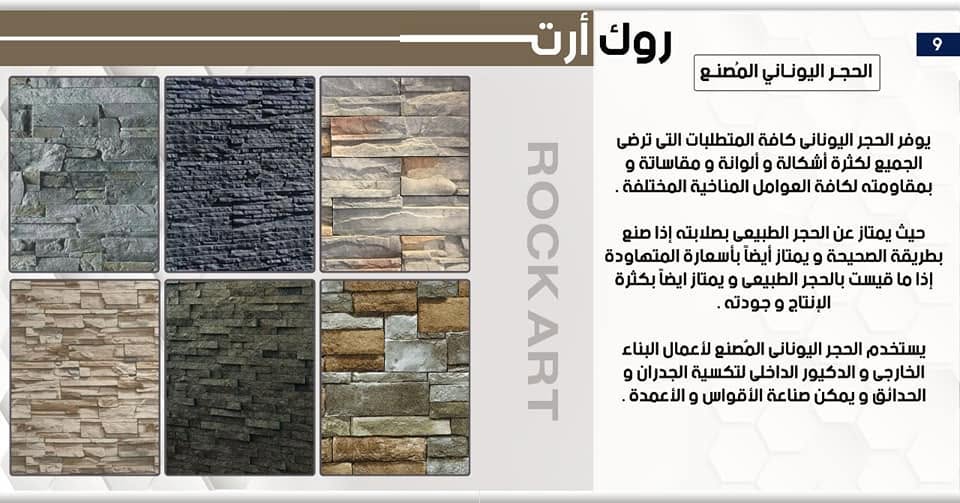 9
روك أرت
الحجر اليوناني المُصنع
يوفر الحجر اليونانى كافة المتطلبات التى ترضى
الجميع لكثرة أشكالة و ألوانة و مقاساتة و
بمقاومته لكافة العوامل المناخية المختلفة .
حيث يمتاز عن الحجر الطبيعى بصلابته إذا صنع
بطريقة الصحيحة و يمتاز أيضاً بأسعارة المتعاودة
إذا ما قيست بالحجر الطبيعى و يمتاز ايضاً بكثرة
الإنتاج و جودته .
يستخدم الحجر اليونانى المُصنع لأعمال البناء
الخارجى و الدكيور الداخلى لتكسية الجدران و
الحدائق و يمكن صناعة الأقواس و الأعمدة .
ROCK ART